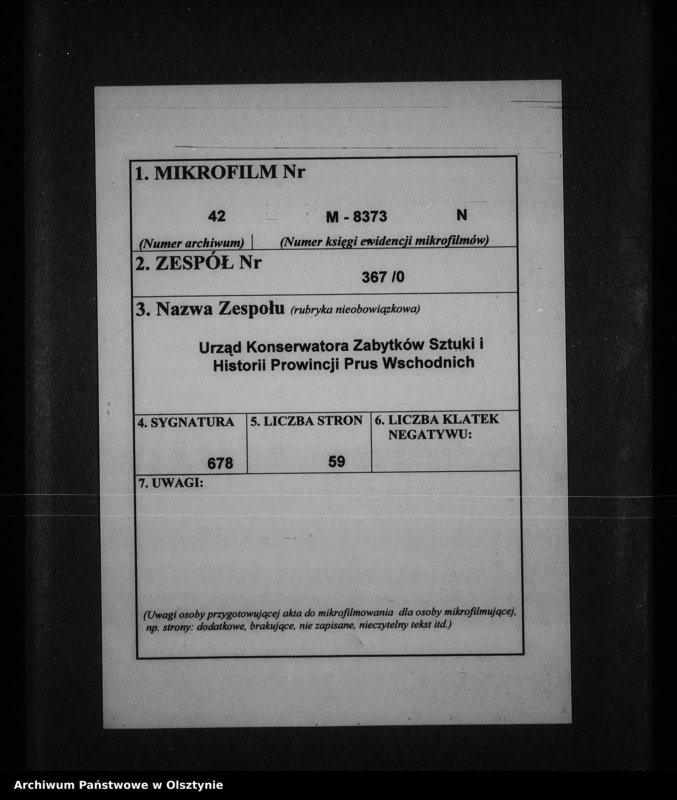 1. MIKROFILM Nr
42 M - 8373 N
(Numer archiwum) (Numer księgi ewidencji mikrofilmów)
2. ZESPÓŁ Nr
367 /0
3. Nazwa Zespołu (rubryka nieobowiązkowa)
Urząd Konserwatora Zabytków Sztuki i
Historii Prowincji Prus Wschodnich
4. SYGNATURA
678
5. LICZBA STRON
59
6. LICZBA KLATEK
NEGATYWU:
7. UWAGI:
(Uwagi osoby przygotowującej akta do mikrofilmowania dla osoby mikrofilmującej,
np. strony: dodatkowe, brakujące, nie zapisane, nieczytelny tekst itd.)
Archiwum Państwowe w Olsztynie